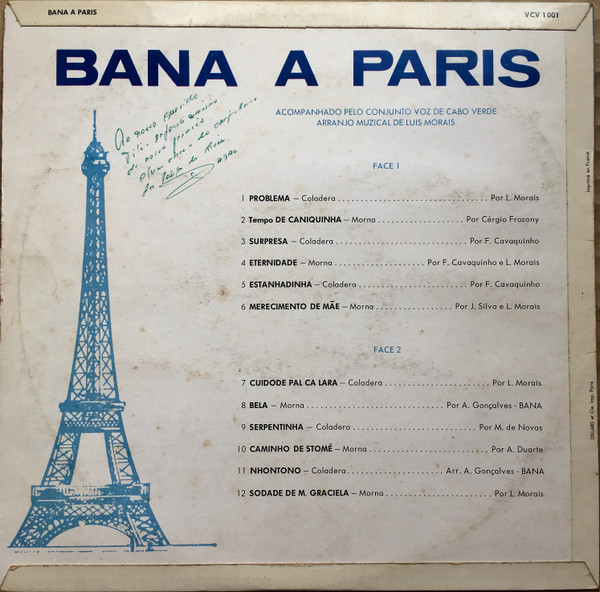 BANA A PARIS
VCV 1001
BANA A PARIS
ACOMPANHADO PELO CONJUNTO VOZ DE CABO VERDE
ARRANJO MUZICAL DE LUIS MORAIS
FACE 1
1 PROBLEMA — Coladera ........ Por L. Morais
2 Tempo DE CANIQUINHA — Morna ........ Por Cérgio Frazony
3 SURPRESA — Coladera ........ Por F. Cavaquinho
4 ETERNIDADE — Morna ........ Por F. Cavaquinho e L. Morais
5 ESTANHADINHA — Coladera ........ Por F. Cavaquinho
6 MERECIMENTO DE MÃE — Morna ........ Por J. Silva e L. Morais
FACE 2
7 CUIDODE PAL CA LARA — Coladera ........ Por L. Morais
8 BELA — Morna ........ Por A. Gonçalves - BANA
9 SERPENTINHA — Coladera ........ Por M. de Novas
10 CAMINHO DE STOMÉ — Morna ........ Por A. Duarte
11 NHONTONO — Coladera ........ Arr. A. Gonçalves - BANA
12 SODADE DE M. GRACIELA — Morna ........ Por L. Morais
Imprimé en France